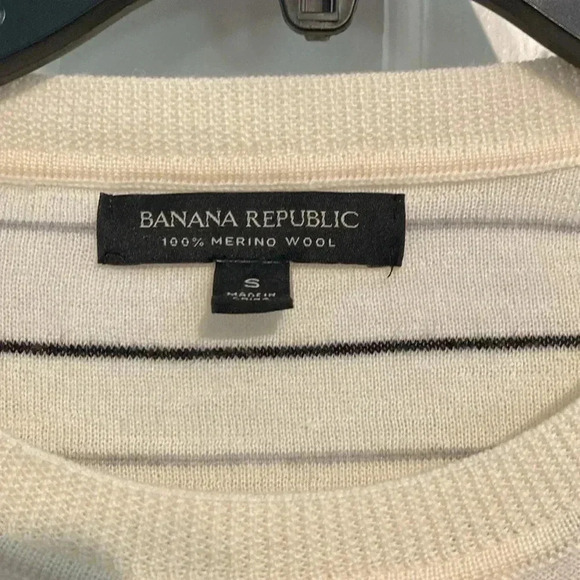 BANANA REPUBLIC
100% MERINO WOOL
S
MADE IN
CHINA